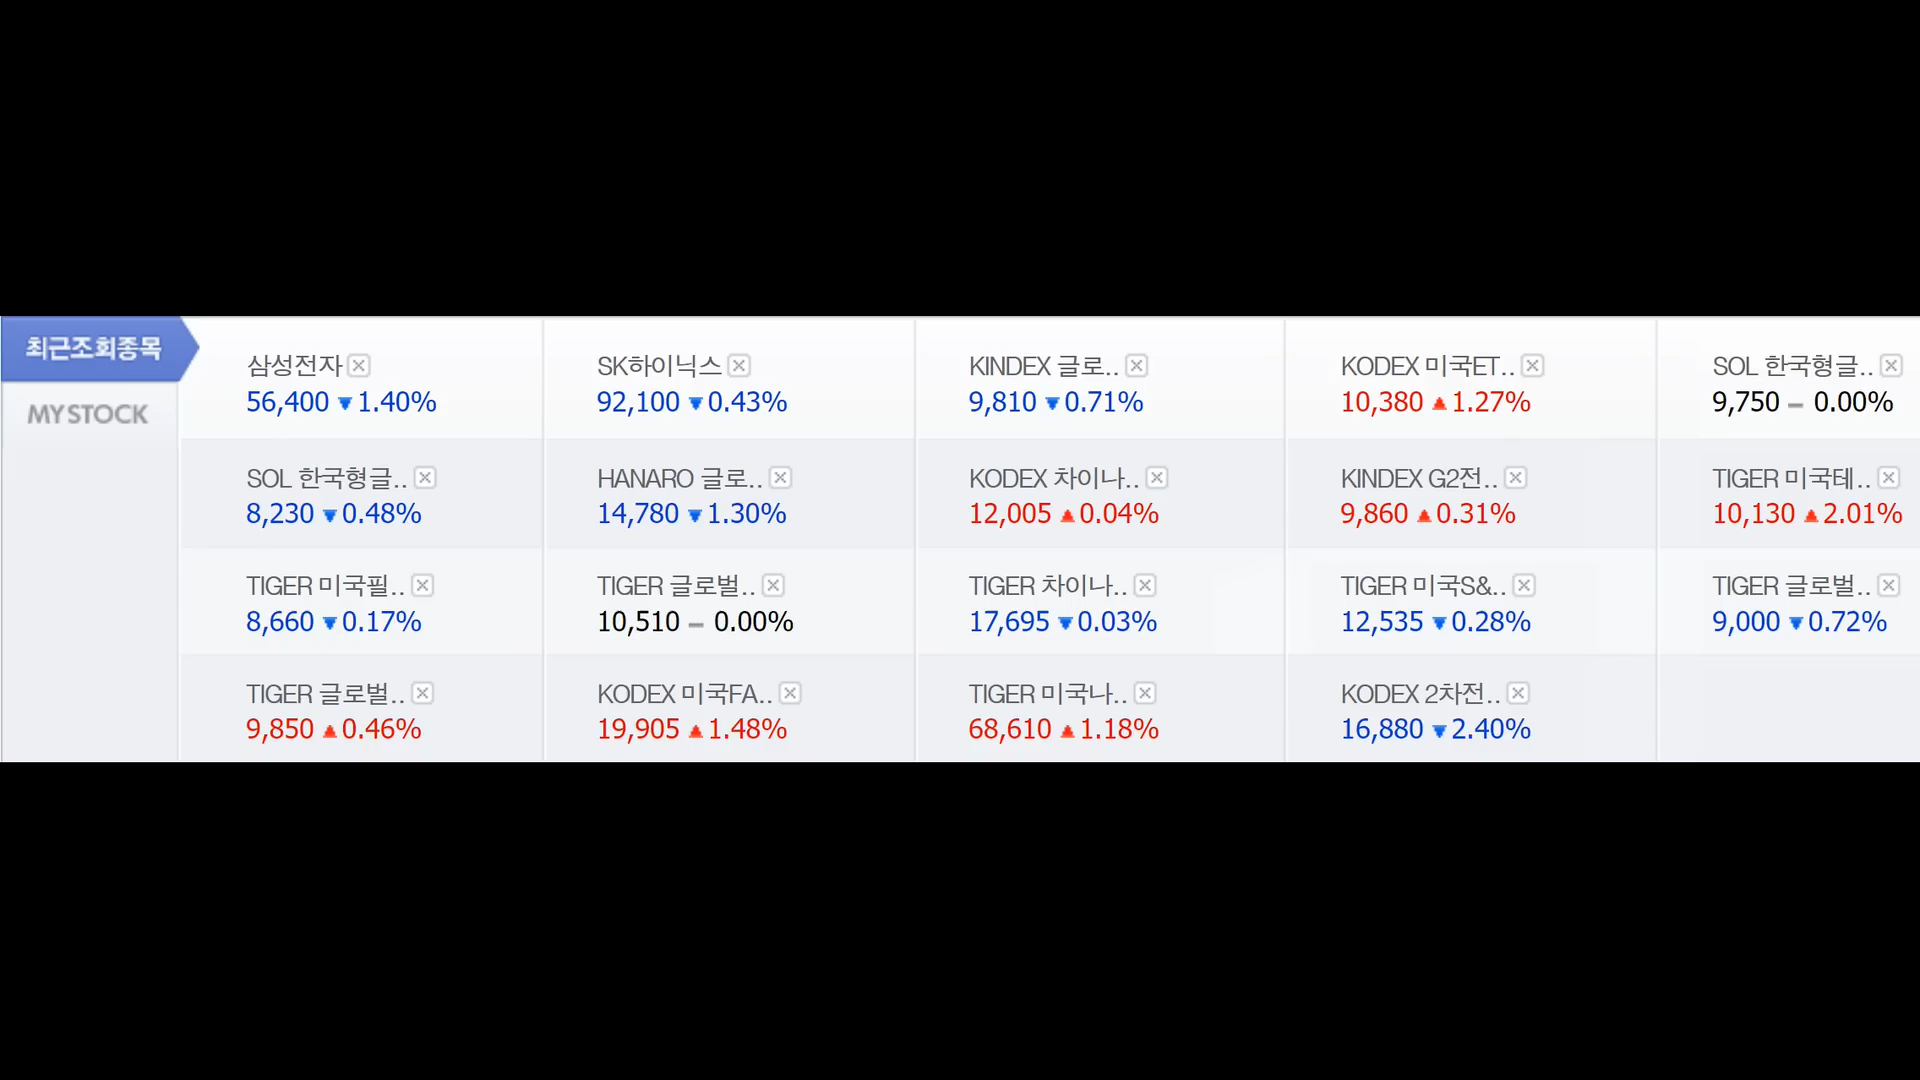 최근조회종목
MYSTOCK
삼성전자
56,400 ▼ 1.40%
SK하이닉스
92,100 ▼ 0.43%
KINDEX 글로..
9,810 ▼ 0.71%
KODEX 미국ET..
10,380 ▲ 1.27%
SOL 한국형글..
9,750 – 0.00%
SOL 한국형글..
8,230 ▼ 0.48%
HANARO 글로..
14,780 ▼ 1.30%
KODEX 차이나..
12,005 ▲ 0.04%
KINDEX G2전..
9,860 ▲ 0.31%
TIGER 미국테..
10,130 ▲ 2.01%
TIGER 미국필..
8,660 ▼ 0.17%
TIGER 글로벌..
10,510 – 0.00%
TIGER 차이나..
17,695 ▼ 0.03%
TIGER 미국S&..
12,535 ▼ 0.28%
TIGER 글로벌..
9,000 ▼ 0.72%
TIGER 글로벌..
9,850 ▲ 0.46%
KODEX 미국FA..
19,905 ▲ 1.48%
TIGER 미국나..
68,610 ▲ 1.18%
KODEX 2차전..
16,880 ▼ 2.40%